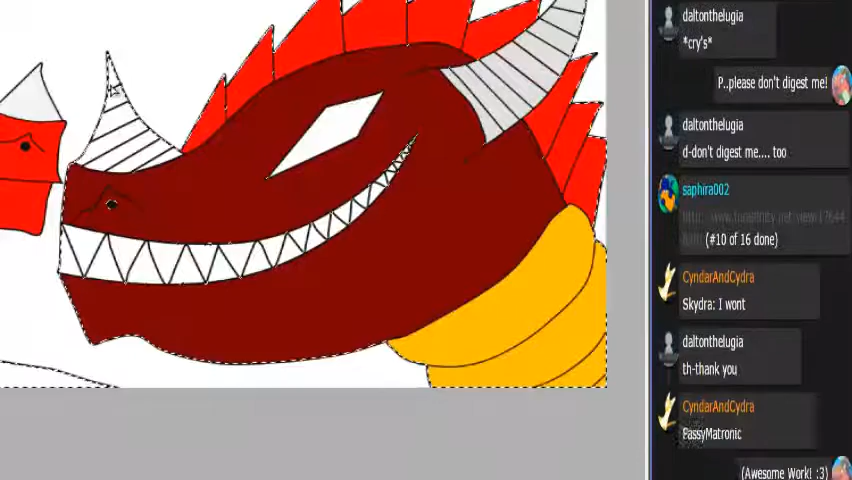 daltonthelugia
*cry's*
P..please don't digest me!
daltonthelugia
d-don't digest me.... too
saphira002
(#10 of 16 done)
CyndarAndCydra
Skydra: I wont
daltonthelugia
th-thank you
CyndarAndCydra
FassyMatronic
(Awesome Work! :3)